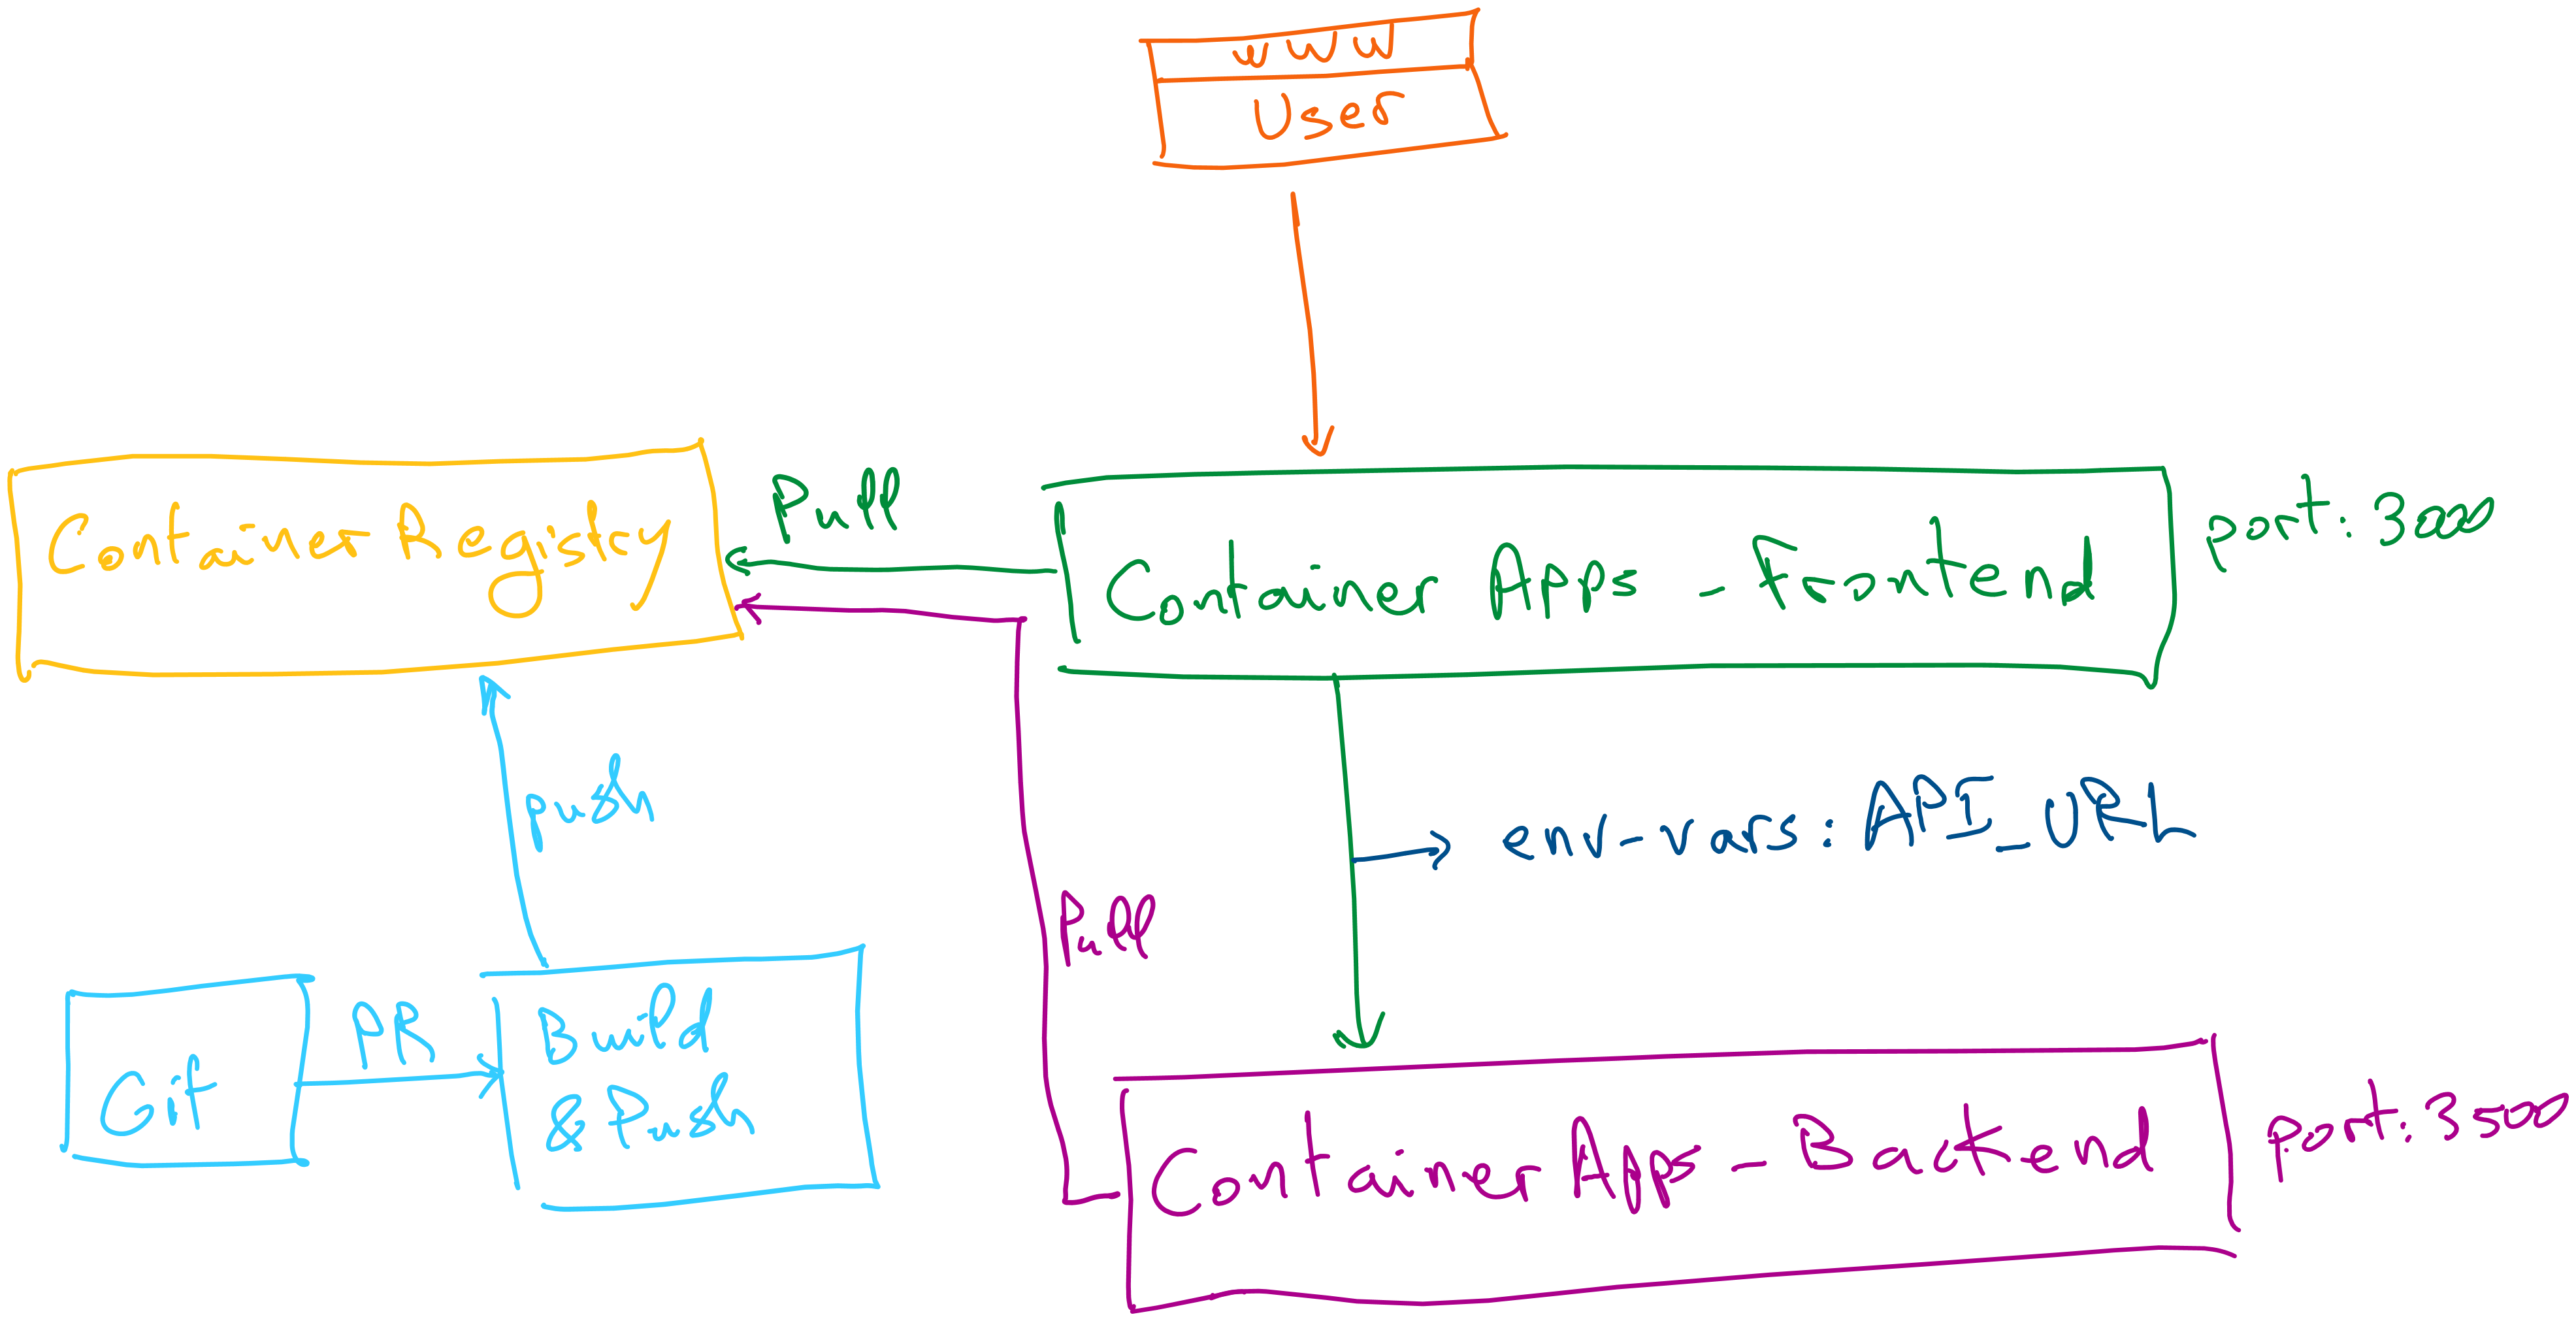 www
User
Container Registry
Pull
Container Apps - Frontend
port: 3000
push
env-vars: API_URL
Pull
Git
PR
Build
& Push
Container Apps - Backend
port: 3500